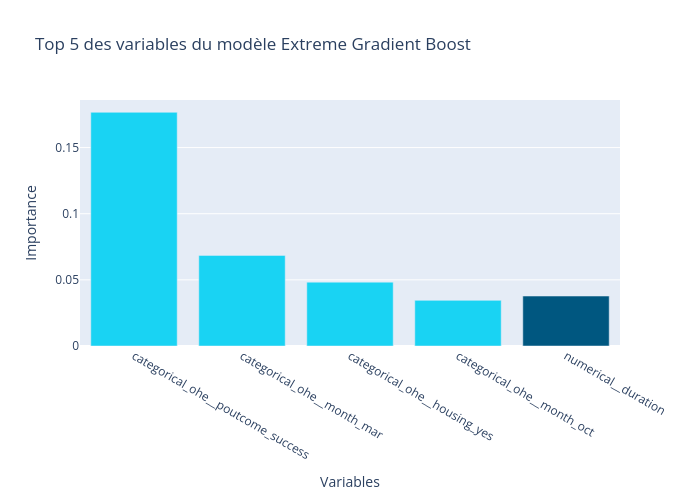 Top 5 des variables du modèle Extreme Gradient Boost
Importance
0.15
0.1
0.05
0
categorical_ohe__poutcome_success
categorical_ohe__month_mar
categorical_ohe__housing_yes
categorical_ohe__month_oct
numerical__duration
Variables